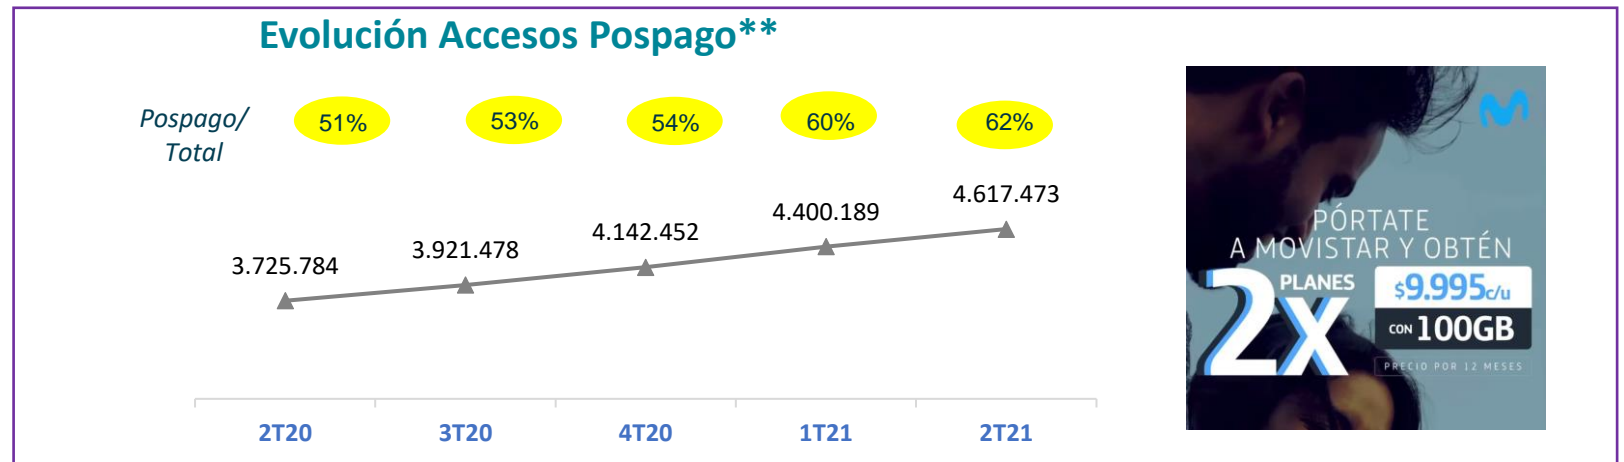 Evolución Accesos Pospago**
Pospago/
Total
51%
53%
54%
60%
62%
3.725.784
3.921.478
4.142.452
4.400.189
4.617.473
2T20
3T20
4T20
1T21
2T21
PÓRTATE
A MOVISTAR Y OBTÉN
2X
PLANES
$9.995c/u
CON 100GB
PRECIO POR 12 MESES